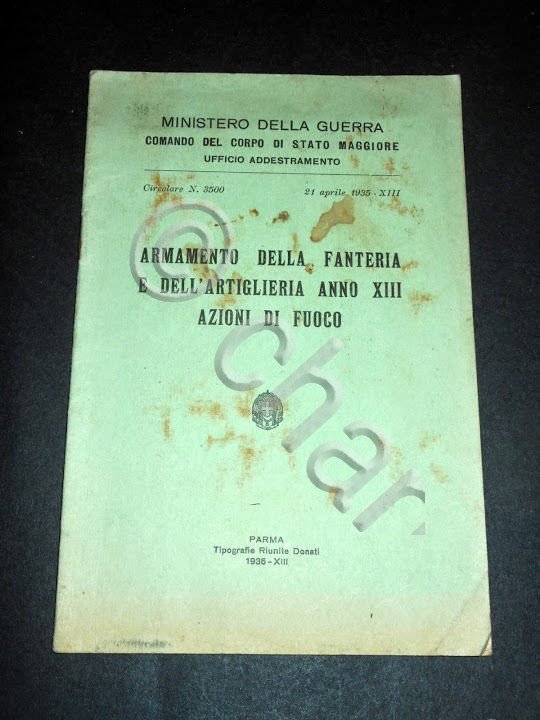 MINISTERO DELLA GUERRA
COMANDO DEL CORPO DI STATO MAGGIORE
UFFICIO ADDESTRAMENTO
Circolare N. 3500 21 aprile 1935 - XIII
ARMAMENTO DELLA FANTERIA
E DELL'ARTIGLIERIA ANNO XIII
AZIONI DI FUOCO
© char
PARMA
Tipografie Riunite Donati
1935 - XIII